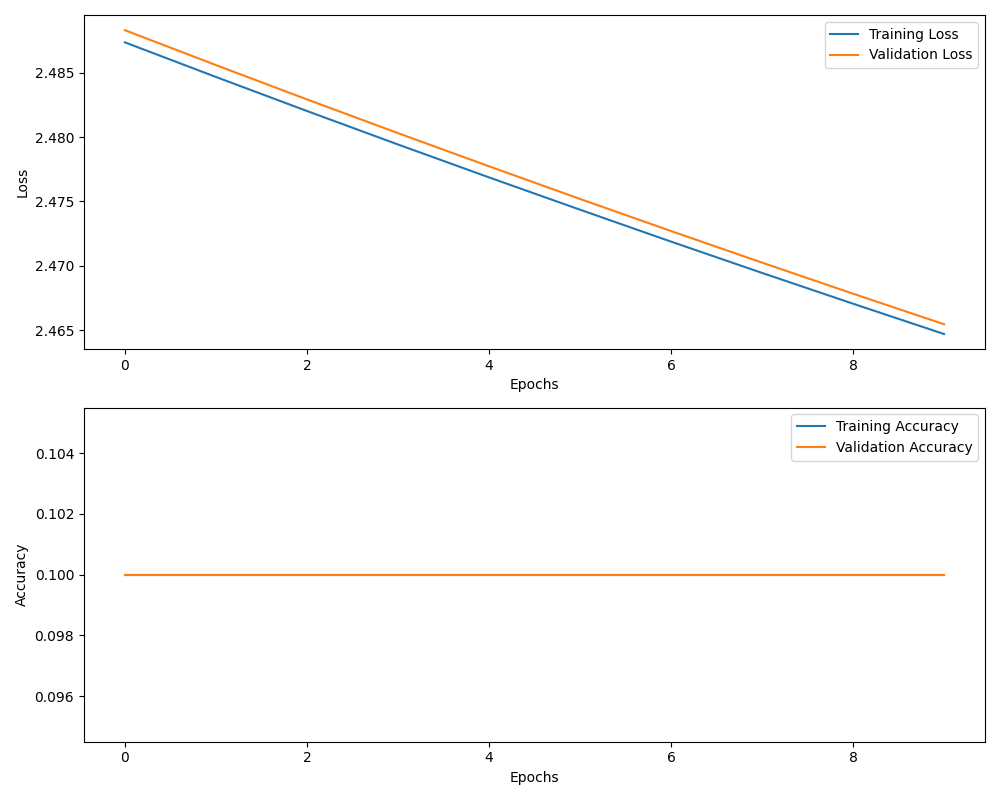 Training Loss
Validation Loss
2.485
2.480
2.475
2.470
2.465
Loss
0 2 4 6 8
Epochs
Training Accuracy
Validation Accuracy
0.104
0.102
0.100
0.098
0.096
Accuracy
0 2 4 6 8
Epochs